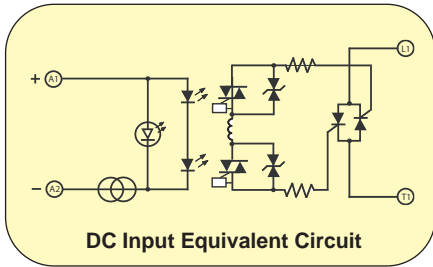 + A1
L1
− A2
T1
DC Input Equivalent Circuit